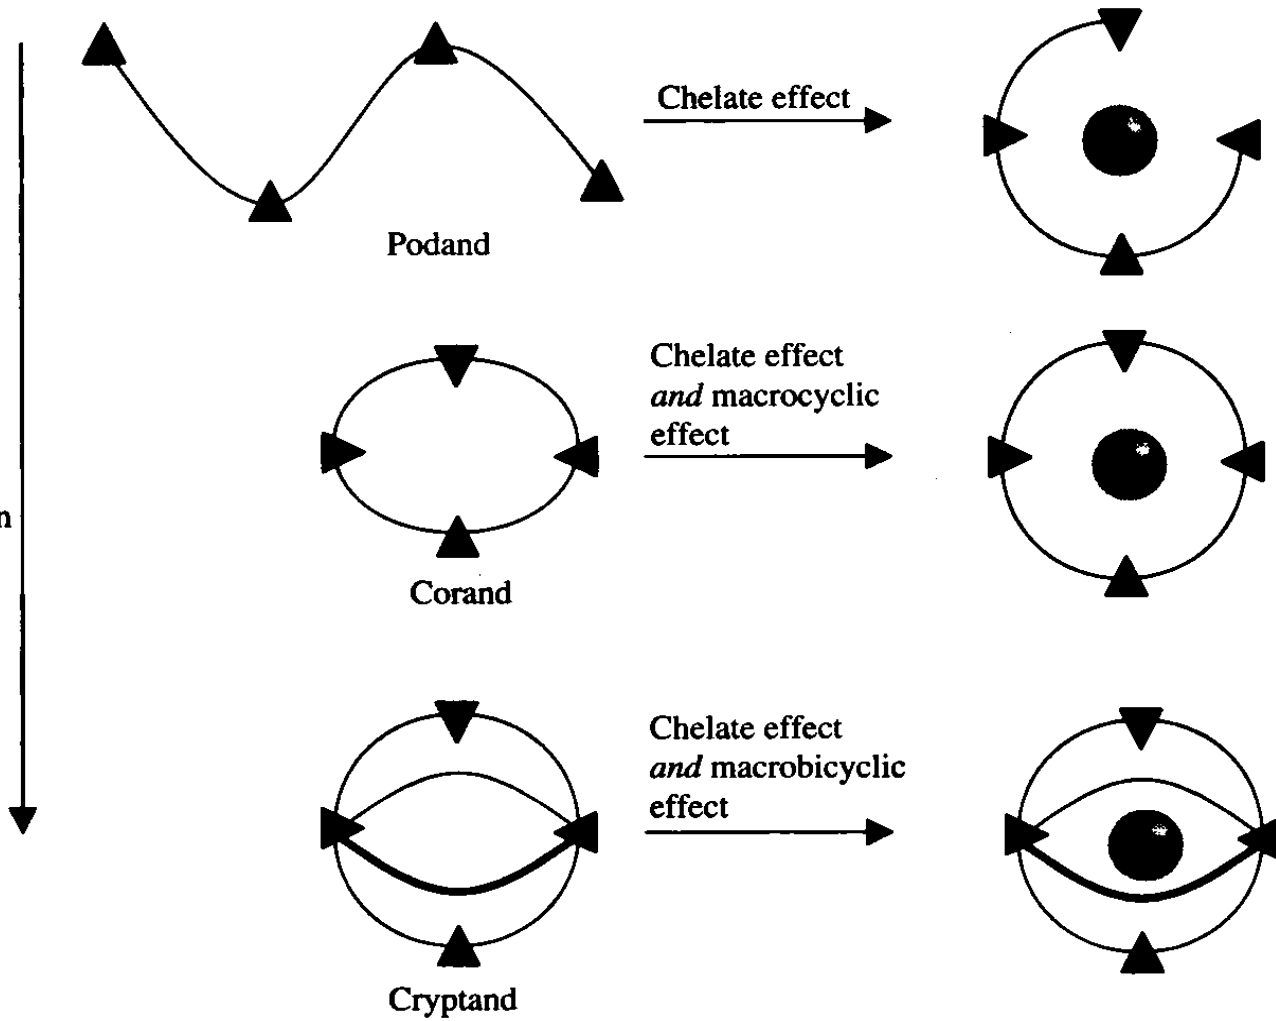 Chelate effect
Podand
Chelate effect
and macrocyclic
effect
n
Corand
Chelate effect
and macrobicyclic
effect
Cryptand